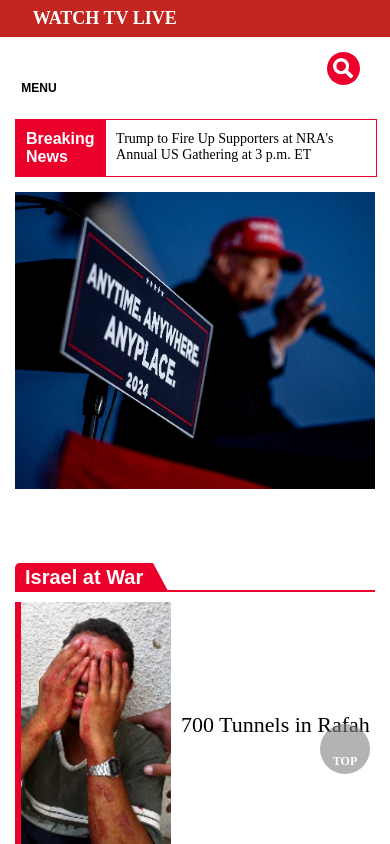 WATCH TV LIVE
MENU
Breaking
News
Trump to Fire Up Supporters at NRA's
Annual US Gathering at 3 p.m. ET
ANYTIME. ANYWHERE.
ANYPLACE.
2024
Israel at War
700 Tunnels in Rafah
TOP